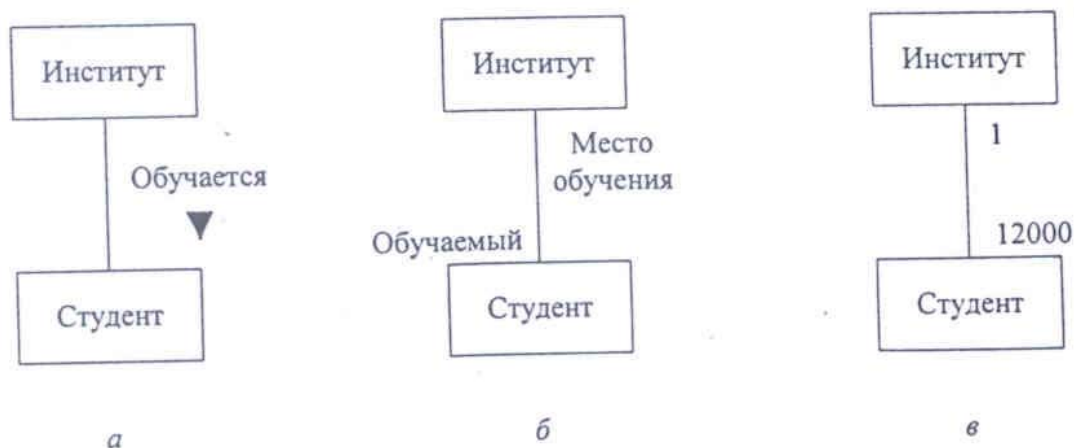 Институт
Обучается
Студент
а
Институт
Место
обучения
Обучаемый
Студент
б
Институт
1
12000
Студент
в